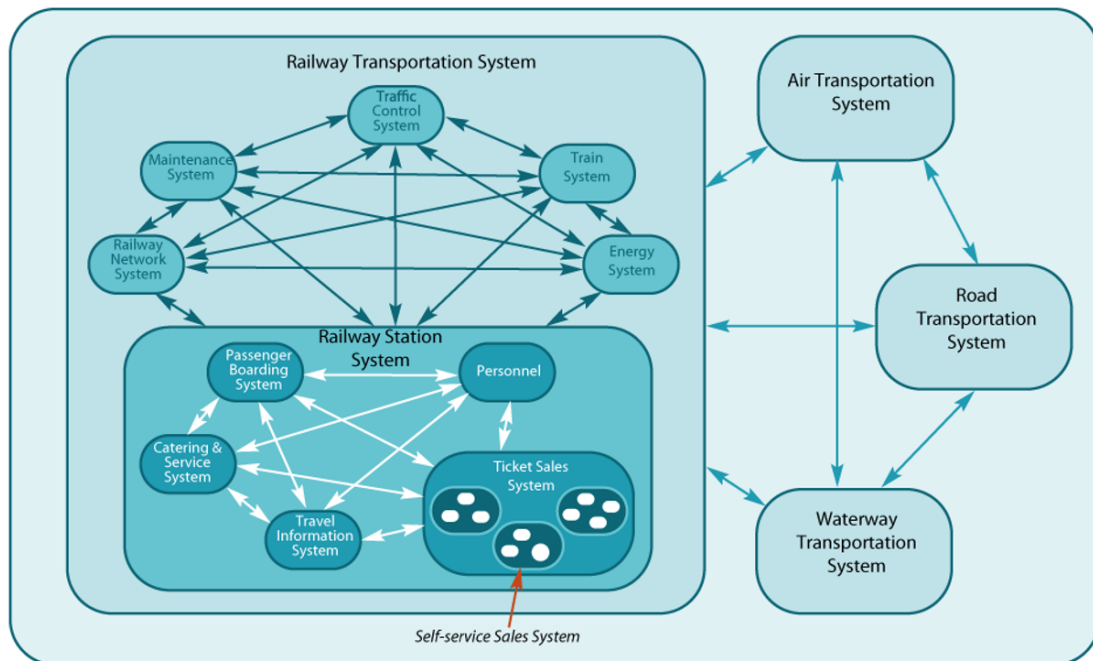 Railway Transportation System
Traffic
Control
System
Maintenance
System
Train
System
Railway
Network
System
Energy
System
Railway Station
System
Passenger
Boarding
System
Personnel
Catering &
Service
System
Ticket Sales
System
Travel
Information
System
Self-service Sales System
Air Transportation
System
Road
Transportation
System
Waterway
Transportation
System